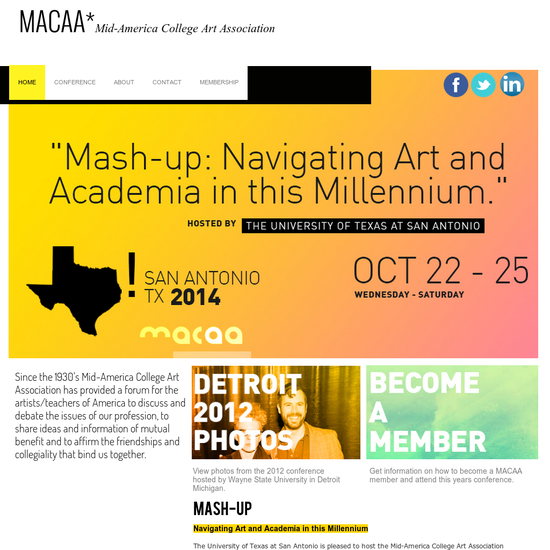 MACAA* Mid-America College Art Association
HOME CONFERENCE ABOUT CONTACT MEMBERSHIP
"Mash-up: Navigating Art and
Academia in this Millennium."
HOSTED BY THE UNIVERSITY OF TEXAS AT SAN ANTONIO
! SAN ANTONIO
TX 2014
OCT 22 - 25
WEDNESDAY - SATURDAY
macaa
Since the 1930's Mid-America College Art
Association has provided a forum for the
artists/teachers of America to discuss and
debate the issues of our profession, to
share ideas and information of mutual
benefit and to affirm the friendships and
collegiality that bind us together.
DETROIT
2012
PHOTOS
View photos from the 2012 conference
hosted by Wayne State University in Detroit
Michigan.
BECOME
A
MEMBER
Get information on how to become a MACAA
member and attend this years conference.
MASH-UP
Navigating Art and Academia in this Millennium
The University of Texas at San Antonio is pleased to host the Mid-America College Art Association